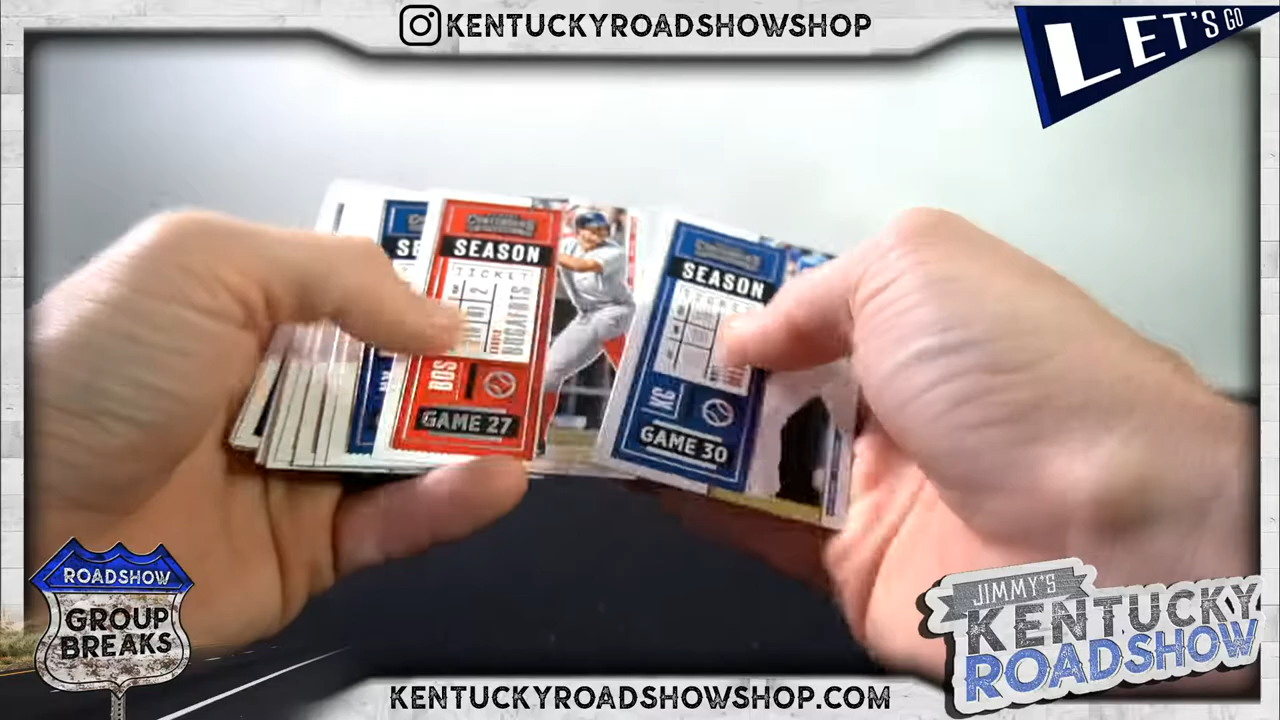 KENTUCKYROADSHOWSHOP
LET'S GO
SEASON
TICKET
BOGAERTS
BOS
GAME 27
SEASON
KC
GAME 30
ROADSHOW
GROUP
BREAKS
JIMMY'S
KENTUCKY
ROADSHOW
KENTUCKYROADSHOWSHOP.COM